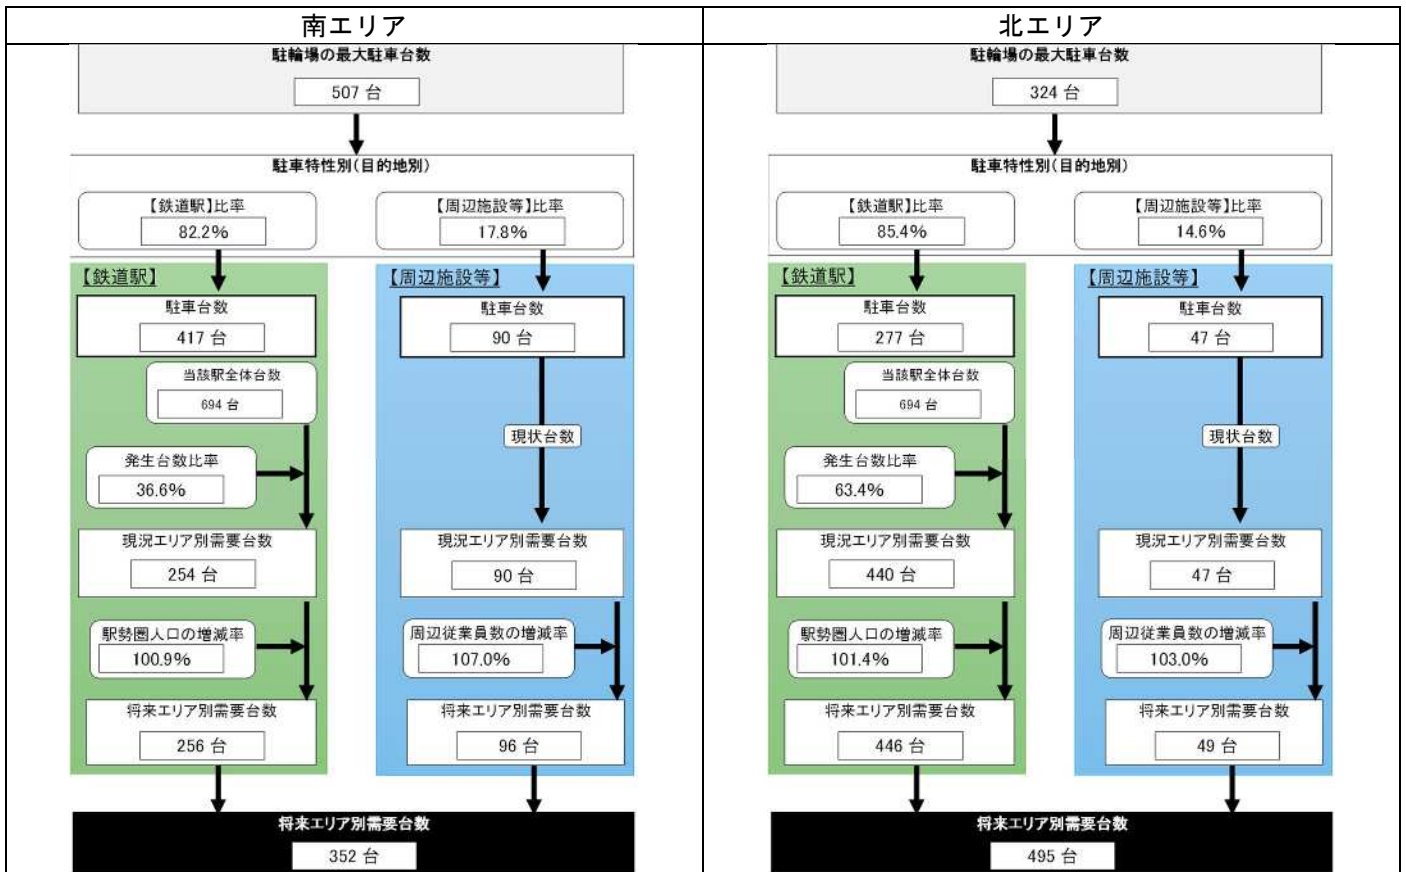 南エリア
駐輪場の最大駐車台数
507 台
駐車特性別(目的地別)
【鉄道駅】比率
82.2%
【周辺施設等】比率
17.8%
【鉄道駅】
駐車台数
417 台
当該駅全体台数
694 台
発生台数比率
36.6%
現況エリア別需要台数
254 台
駅勢圏人口の増減率
100.9%
将来エリア別需要台数
256 台
【周辺施設等】
駐車台数
90 台
現状台数
現況エリア別需要台数
90 台
周辺従業員数の増減率
107.0%
将来エリア別需要台数
96 台
将来エリア別需要台数
352 台
北エリア
駐輪場の最大駐車台数
324 台
駐車特性別(目的地別)
【鉄道駅】比率
85.4%
【周辺施設等】比率
14.6%
【鉄道駅】
駐車台数
277 台
当該駅全体台数
694 台
発生台数比率
63.4%
現況エリア別需要台数
440 台
駅勢圏人口の増減率
101.4%
将来エリア別需要台数
446 台
【周辺施設等】
駐車台数
47 台
現状台数
現況エリア別需要台数
47 台
周辺従業員数の増減率
103.0%
将来エリア別需要台数
49 台
将来エリア別需要台数
495 台